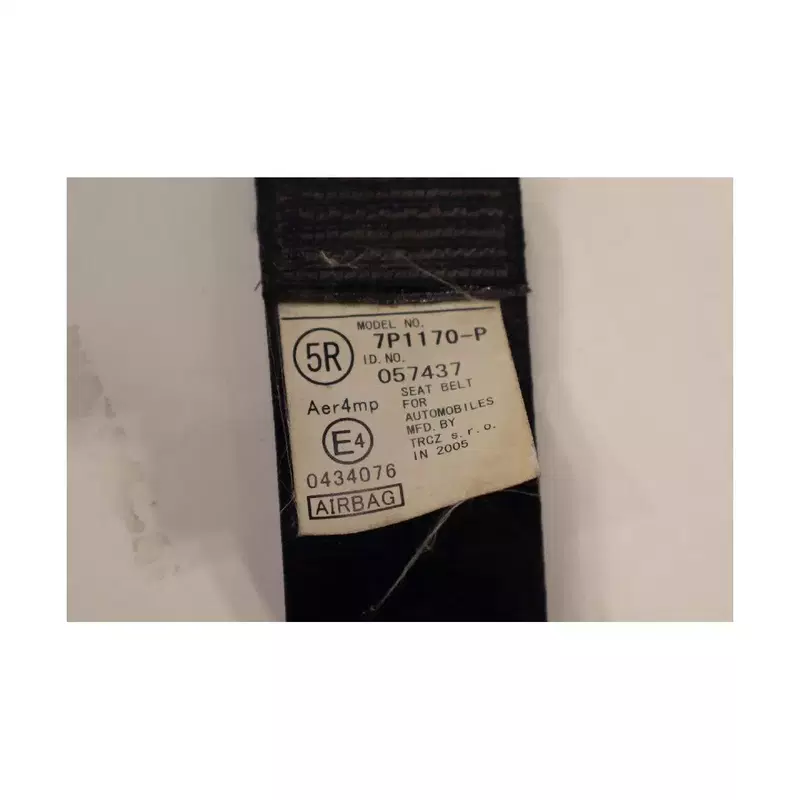 5R
MODEL NO.
7P1170-P
ID.NO.
057437
Aer4mp
E4
0434076
AIRBAG
SEAT BELT
FOR
AUTOMOBILES
MFD.BY
TRCZ s.r.o.
IN 2005